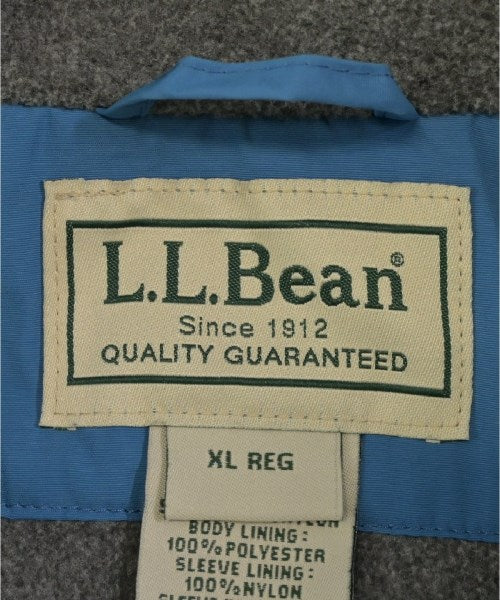 L.L.Bean®
Since 1912
QUALITY GUARANTEED
XL REG
BODY LINING:
100% POLYESTER
SLEEVE LINING:
100% NYLON